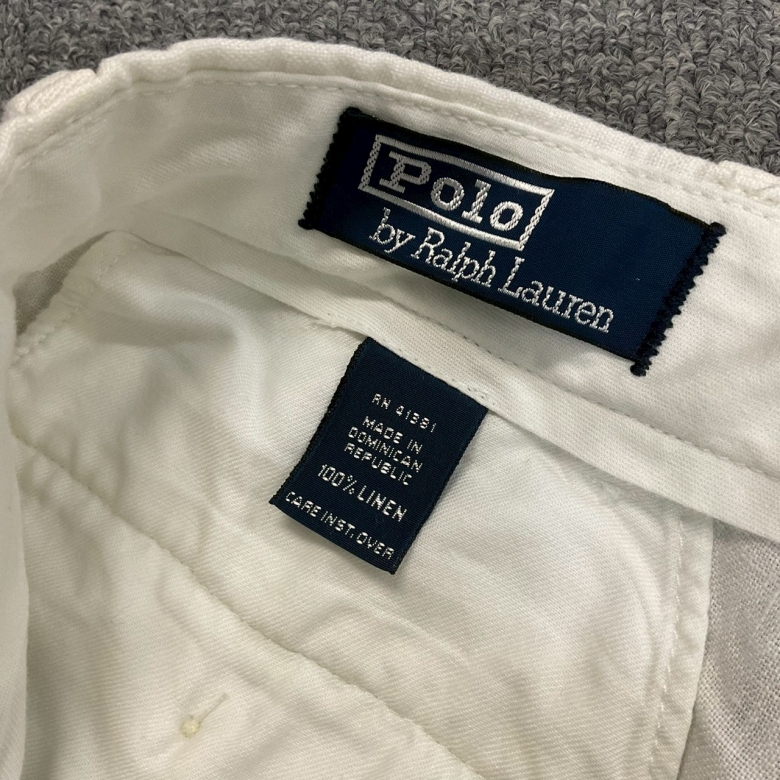 Polo
by Ralph Lauren
RN 41381
MADE IN
DOMINICAN
REPUBLIC
100% LINEN
CARE INST. OVER